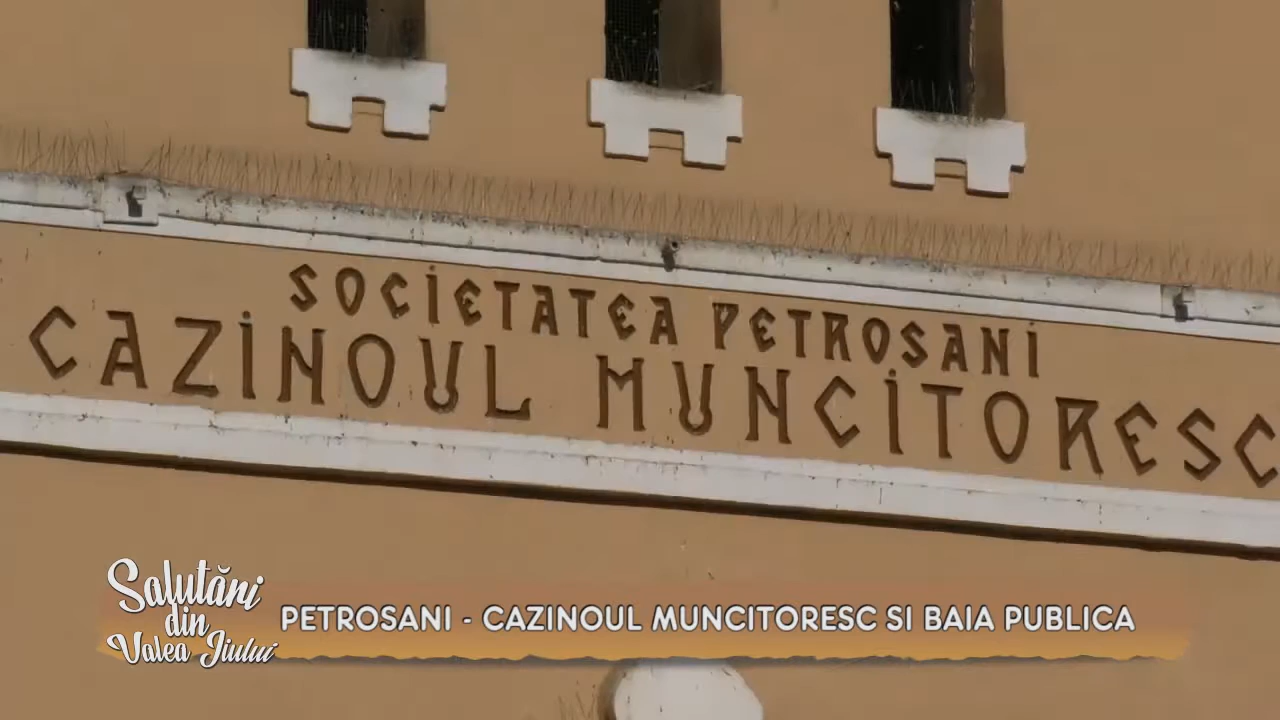 SOCIETATEA PETROSANI
CAZINOUL MUNCITORESC
Salutări
din
Valea Jiului
PETROSANI - CAZINOUL MUNCITORESC SI BAIA PUBLICA